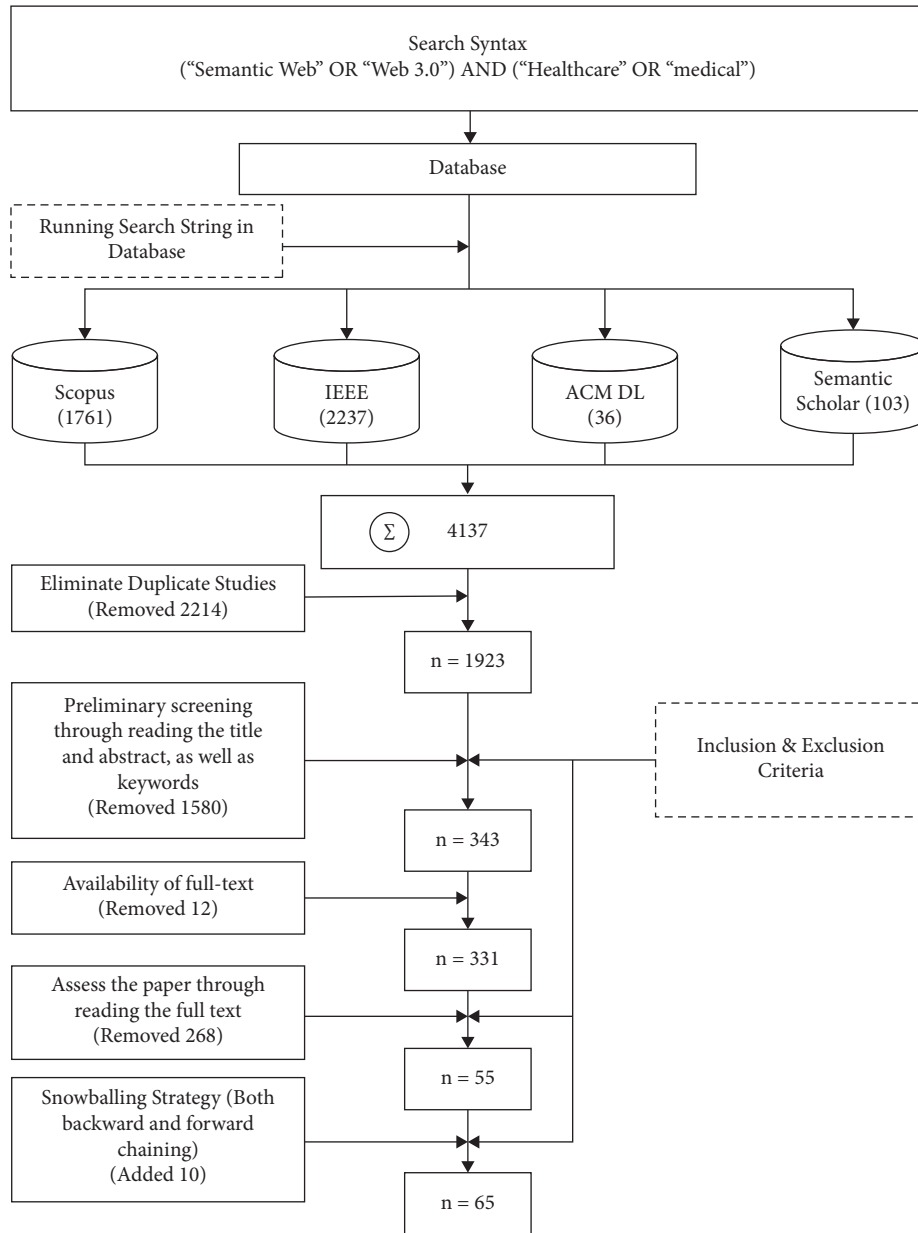 Search Syntax
(“Semantic Web” OR “Web 3.0”) AND (“Healthcare” OR “medical”)
Database
Running Search String in
Database
Scopus
(1761)
IEEE
(2237)
ACM DL
(36)
Semantic
Scholar (103)
Σ 4137
Eliminate Duplicate Studies
(Removed 2214)
n = 1923
Preliminary screening
through reading the title
and abstract, as well as
keywords
(Removed 1580)
Inclusion & Exclusion
Criteria
n = 343
Availability of full-text
(Removed 12)
n = 331
Assess the paper through
reading the full text
(Removed 268)
n = 55
Snowballing Strategy (Both
backward and forward
chaining)
(Added 10)
n = 65